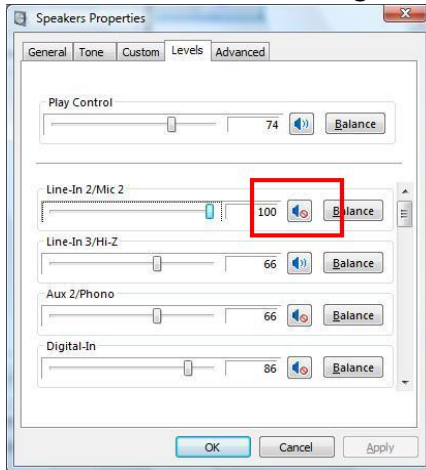 Speakers Properties
General Tone Custom Levels Advanced
Play Control
74 Balance
Line-In 2/Mic 2
100 Balance
Line-In 3/Hi-Z
66 Balance
Aux 2/Phono
66 Balance
Digital-In
86 Balance
OK Cancel Apply